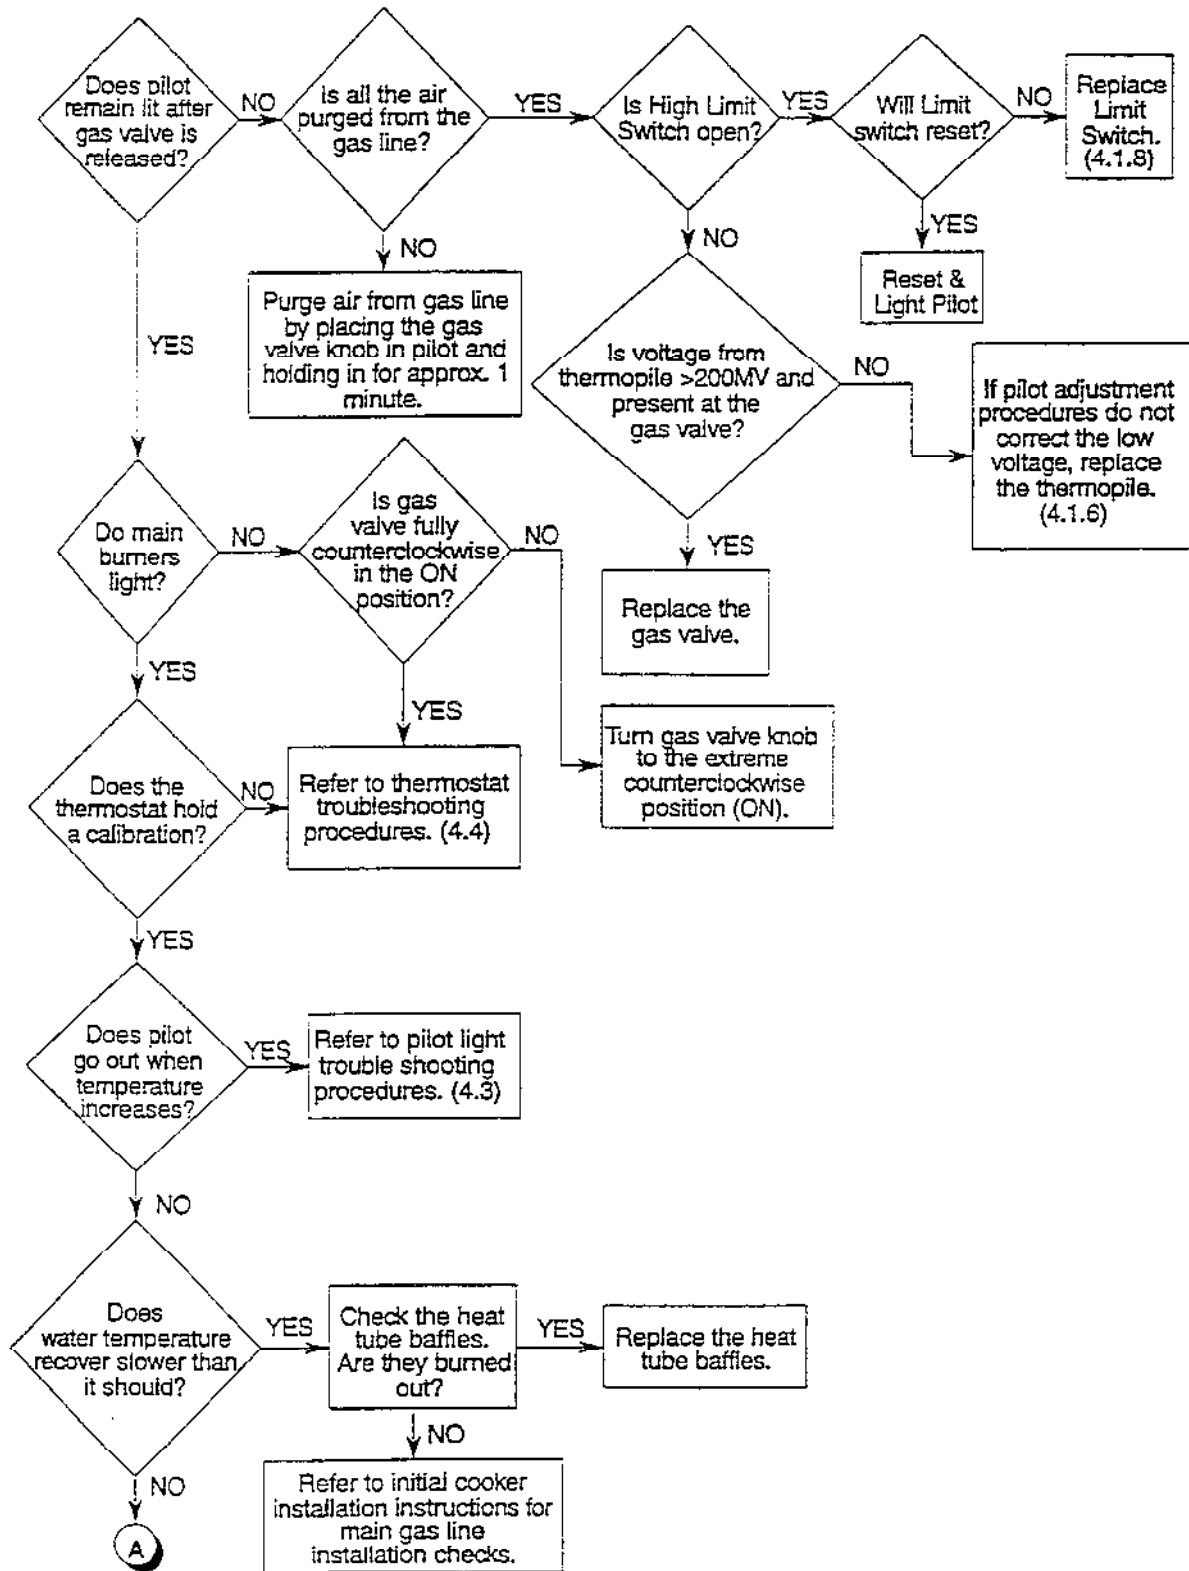 Does pilot
remain lit after
gas valve is
released?
NO
Is all the air
purged from the
gas line?
YES
Is High Limit
Switch open?
YES
Will Limit
switch reset?
NO
Replace
Limit
Switch.
(4.1.8)
YES
Reset &
Light Pilot
NO
NO
Purge air from gas line
by placing the gas
valve knob in pilot and
holding in for approx. 1
minute.
YES
Is voltage from
thermopile >200MV and
present at the
gas valve?
NO
If pilot adjustment
procedures do not
correct the low
voltage, replace
the thermopile.
(4.1.6)
YES
Replace the
gas valve.
Do main
burners
light?
NO
Is gas
valve fully
counterclockwise
in the ON
position?
NO
Turn gas valve knob
to the extreme
counterclockwise
position (ON).
YES
YES
Does the
thermostat hold
a calibration?
NO
Refer to thermostat
troubleshooting
procedures. (4.4)
YES
Does pilot
go out when
temperature
increases?
YES
Refer to pilot light
trouble shooting
procedures. (4.3)
NO
Does
water temperature
recover slower than
it should?
YES
Check the heat
tube baffles.
Are they burned
out?
YES
Replace the heat
tube baffles.
NO
Refer to initial cooker
installation instructions for
main gas line
installation checks.
NO
A